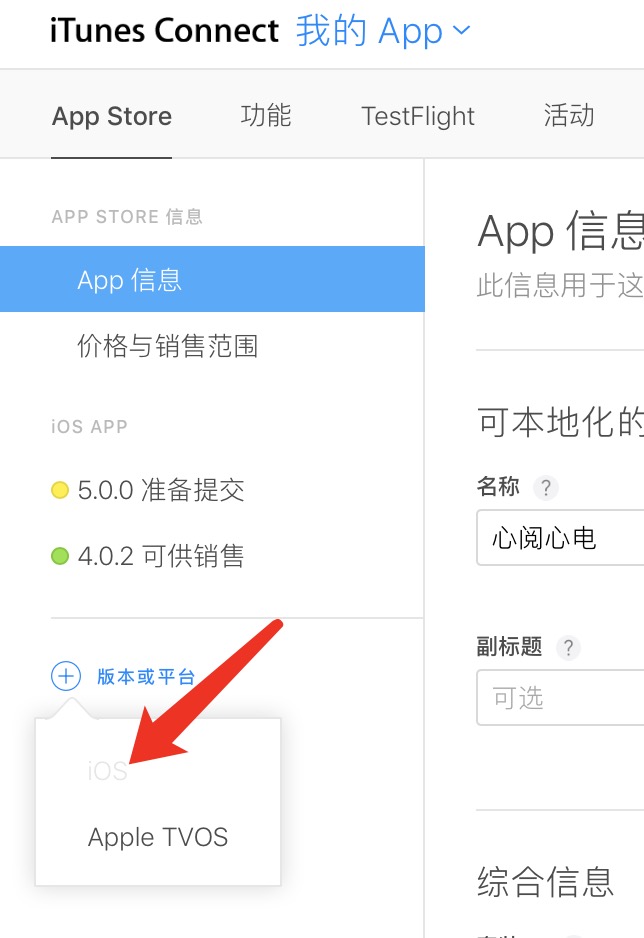 iTunes Connect 我的 App
App Store 功能 TestFlight 活动
APP STORE 信息
App 信息
价格与销售范围
iOS APP
5.0.0 准备提交
4.0.2 可供销售
版本或平台
iOS
Apple TVOS
App 信息
此信息用于这
可本地化的
名称 ?
心阅心电
副标题 ?
可选
综合信息